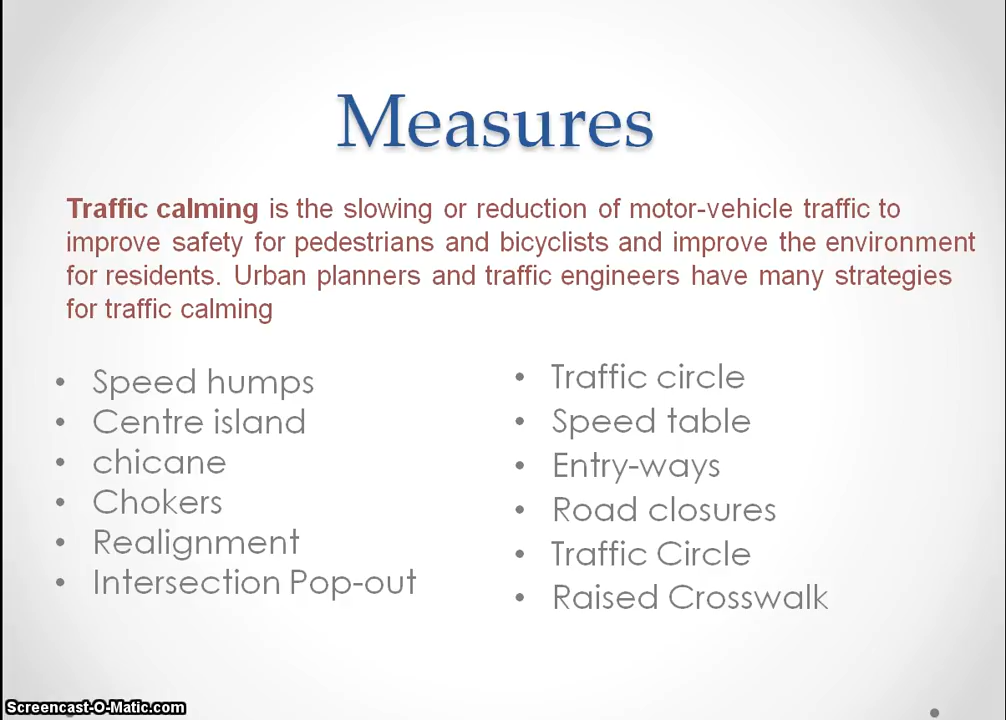 Measures
Traffic calming is the slowing or reduction of motor-vehicle traffic to
improve safety for pedestrians and bicyclists and improve the environment
for residents. Urban planners and traffic engineers have many strategies
for traffic calming
• Speed humps
• Centre island
• chicane
• Chokers
• Realignment
• Intersection Pop-out
• Traffic circle
• Speed table
• Entry-ways
• Road closures
• Traffic Circle
• Raised Crosswalk
Screencast-O-Matic.com